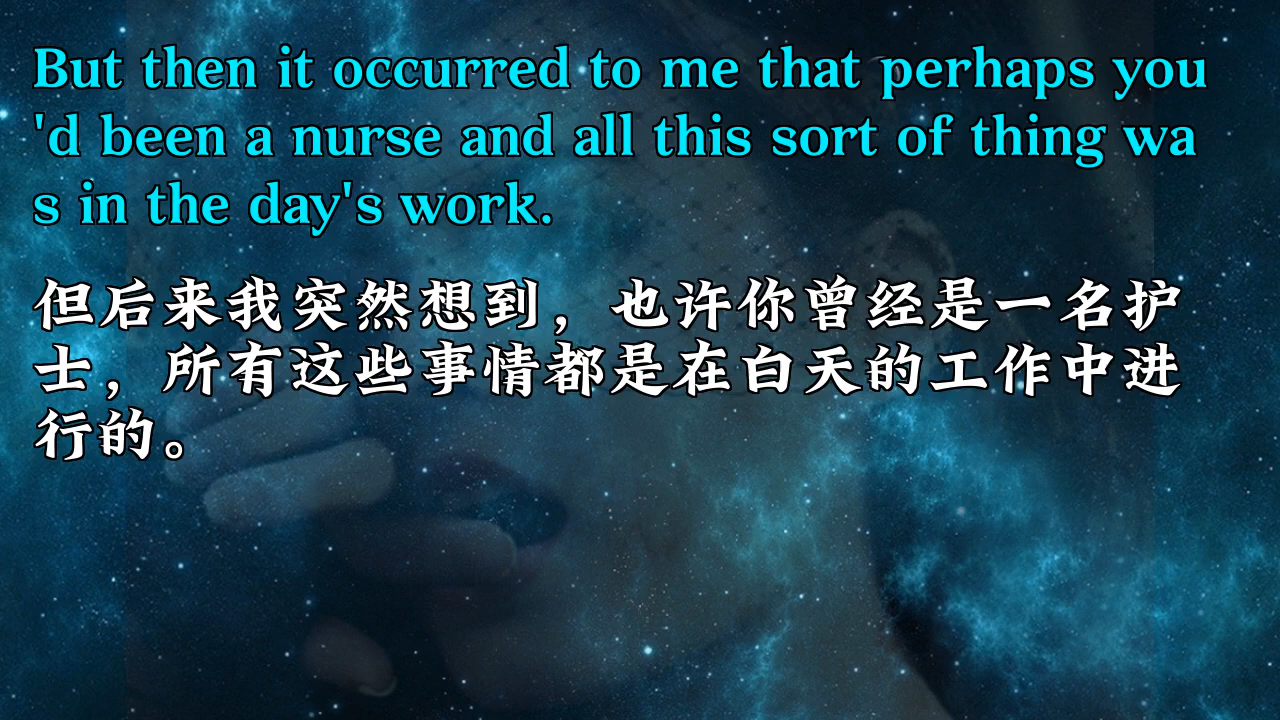 But then it occurred to me that perhaps you
'd been a nurse and all this sort of thing wa
s in the day's work.
但后来我突然想到，也许你曾经是一名护
士，所有这些事情都是在白天的工作中进
行的。